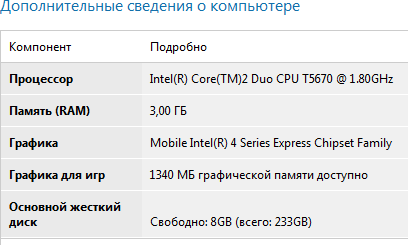 Дополнительные сведения о компьютере
Компонент Подробно
Процессор Intel(R) Core(TM)2 Duo CPU T5670 @ 1.80GHz
Память (RAM) 3,00 ГБ
Графика Mobile Intel(R) 4 Series Express Chipset Family
Графика для игр 1340 МБ графической памяти доступно
Основной жесткий
диск Свободно: 8GB (всего: 233GB)